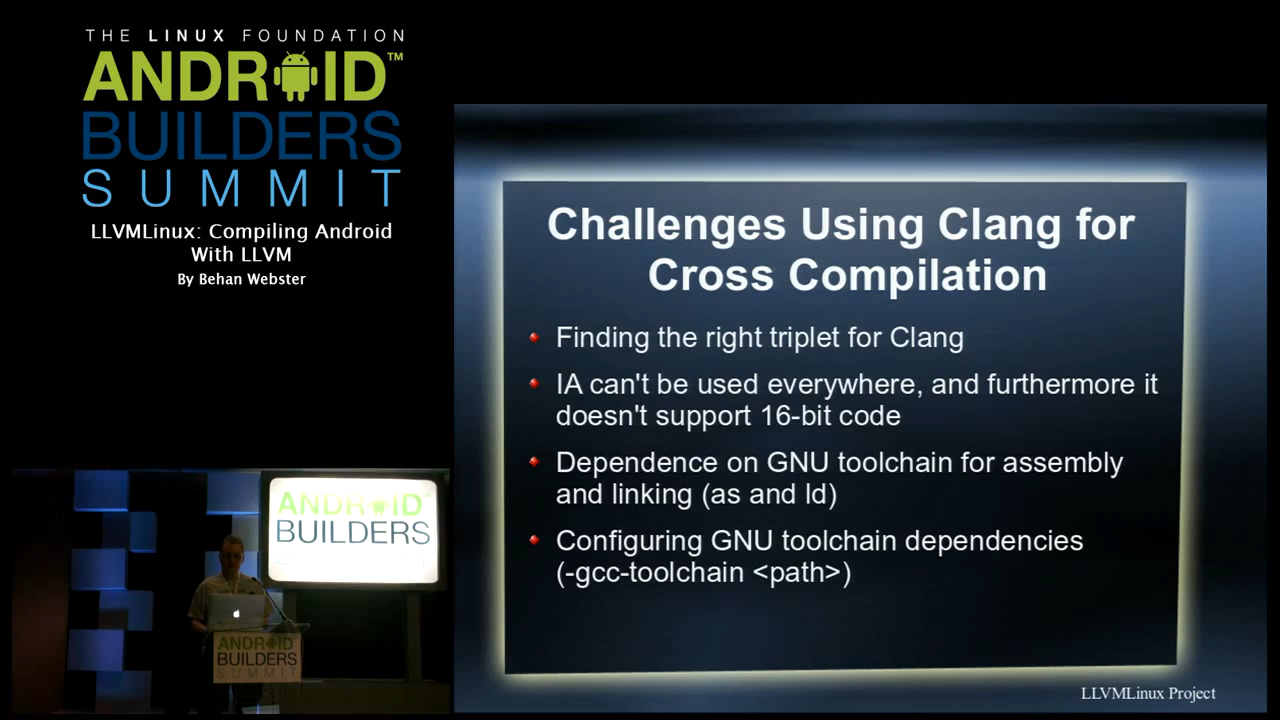 THE LINUX FOUNDATION
ANDROID™
BUILDERS
SUMMIT
LLVMLinux: Compiling Android
With LLVM
By Behan Webster
Challenges Using Clang for
Cross Compilation
Finding the right triplet for Clang
IA can't be used everywhere, and furthermore it
doesn't support 16-bit code
Dependence on GNU toolchain for assembly
and linking (as and ld)
Configuring GNU toolchain dependencies
(-gcc-toolchain <path>)
LLVMLinux Project
ANDROID™
BUILDERS
ANDROID
BUILDERS
SUMMIT